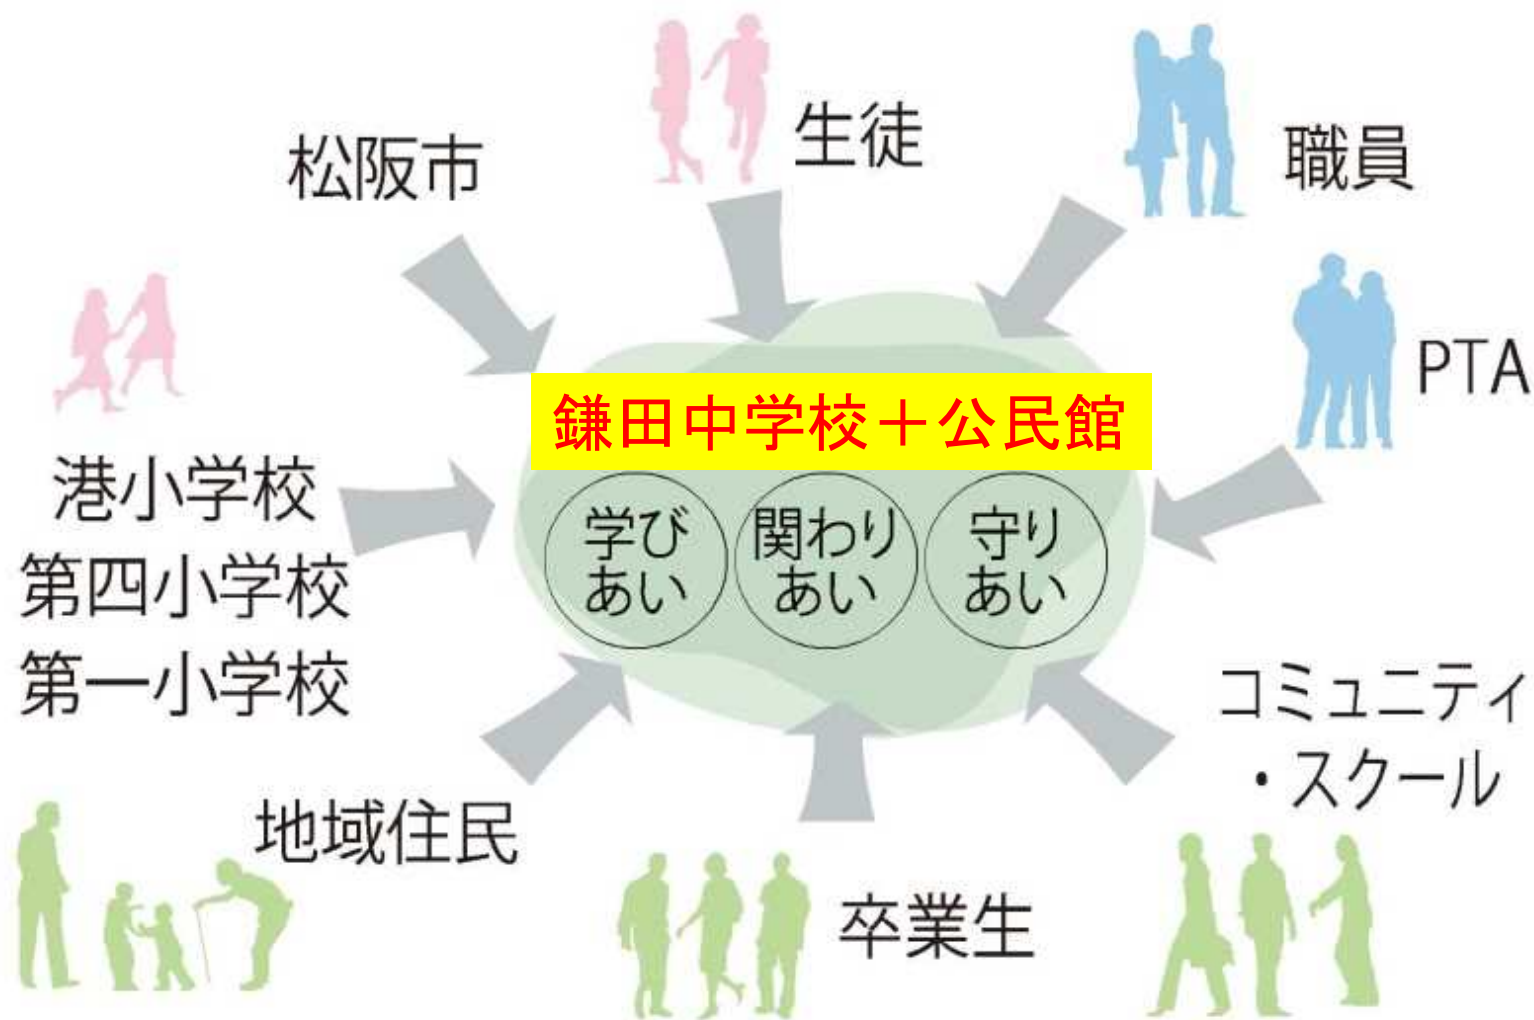 生徒
職員
松阪市
PTA
鎌田中学校＋公民館
港小学校
第四小学校
第一小学校
学び
あい
関わり
あい
守り
あい
コミュニティ
・スクール
地域住民
卒業生